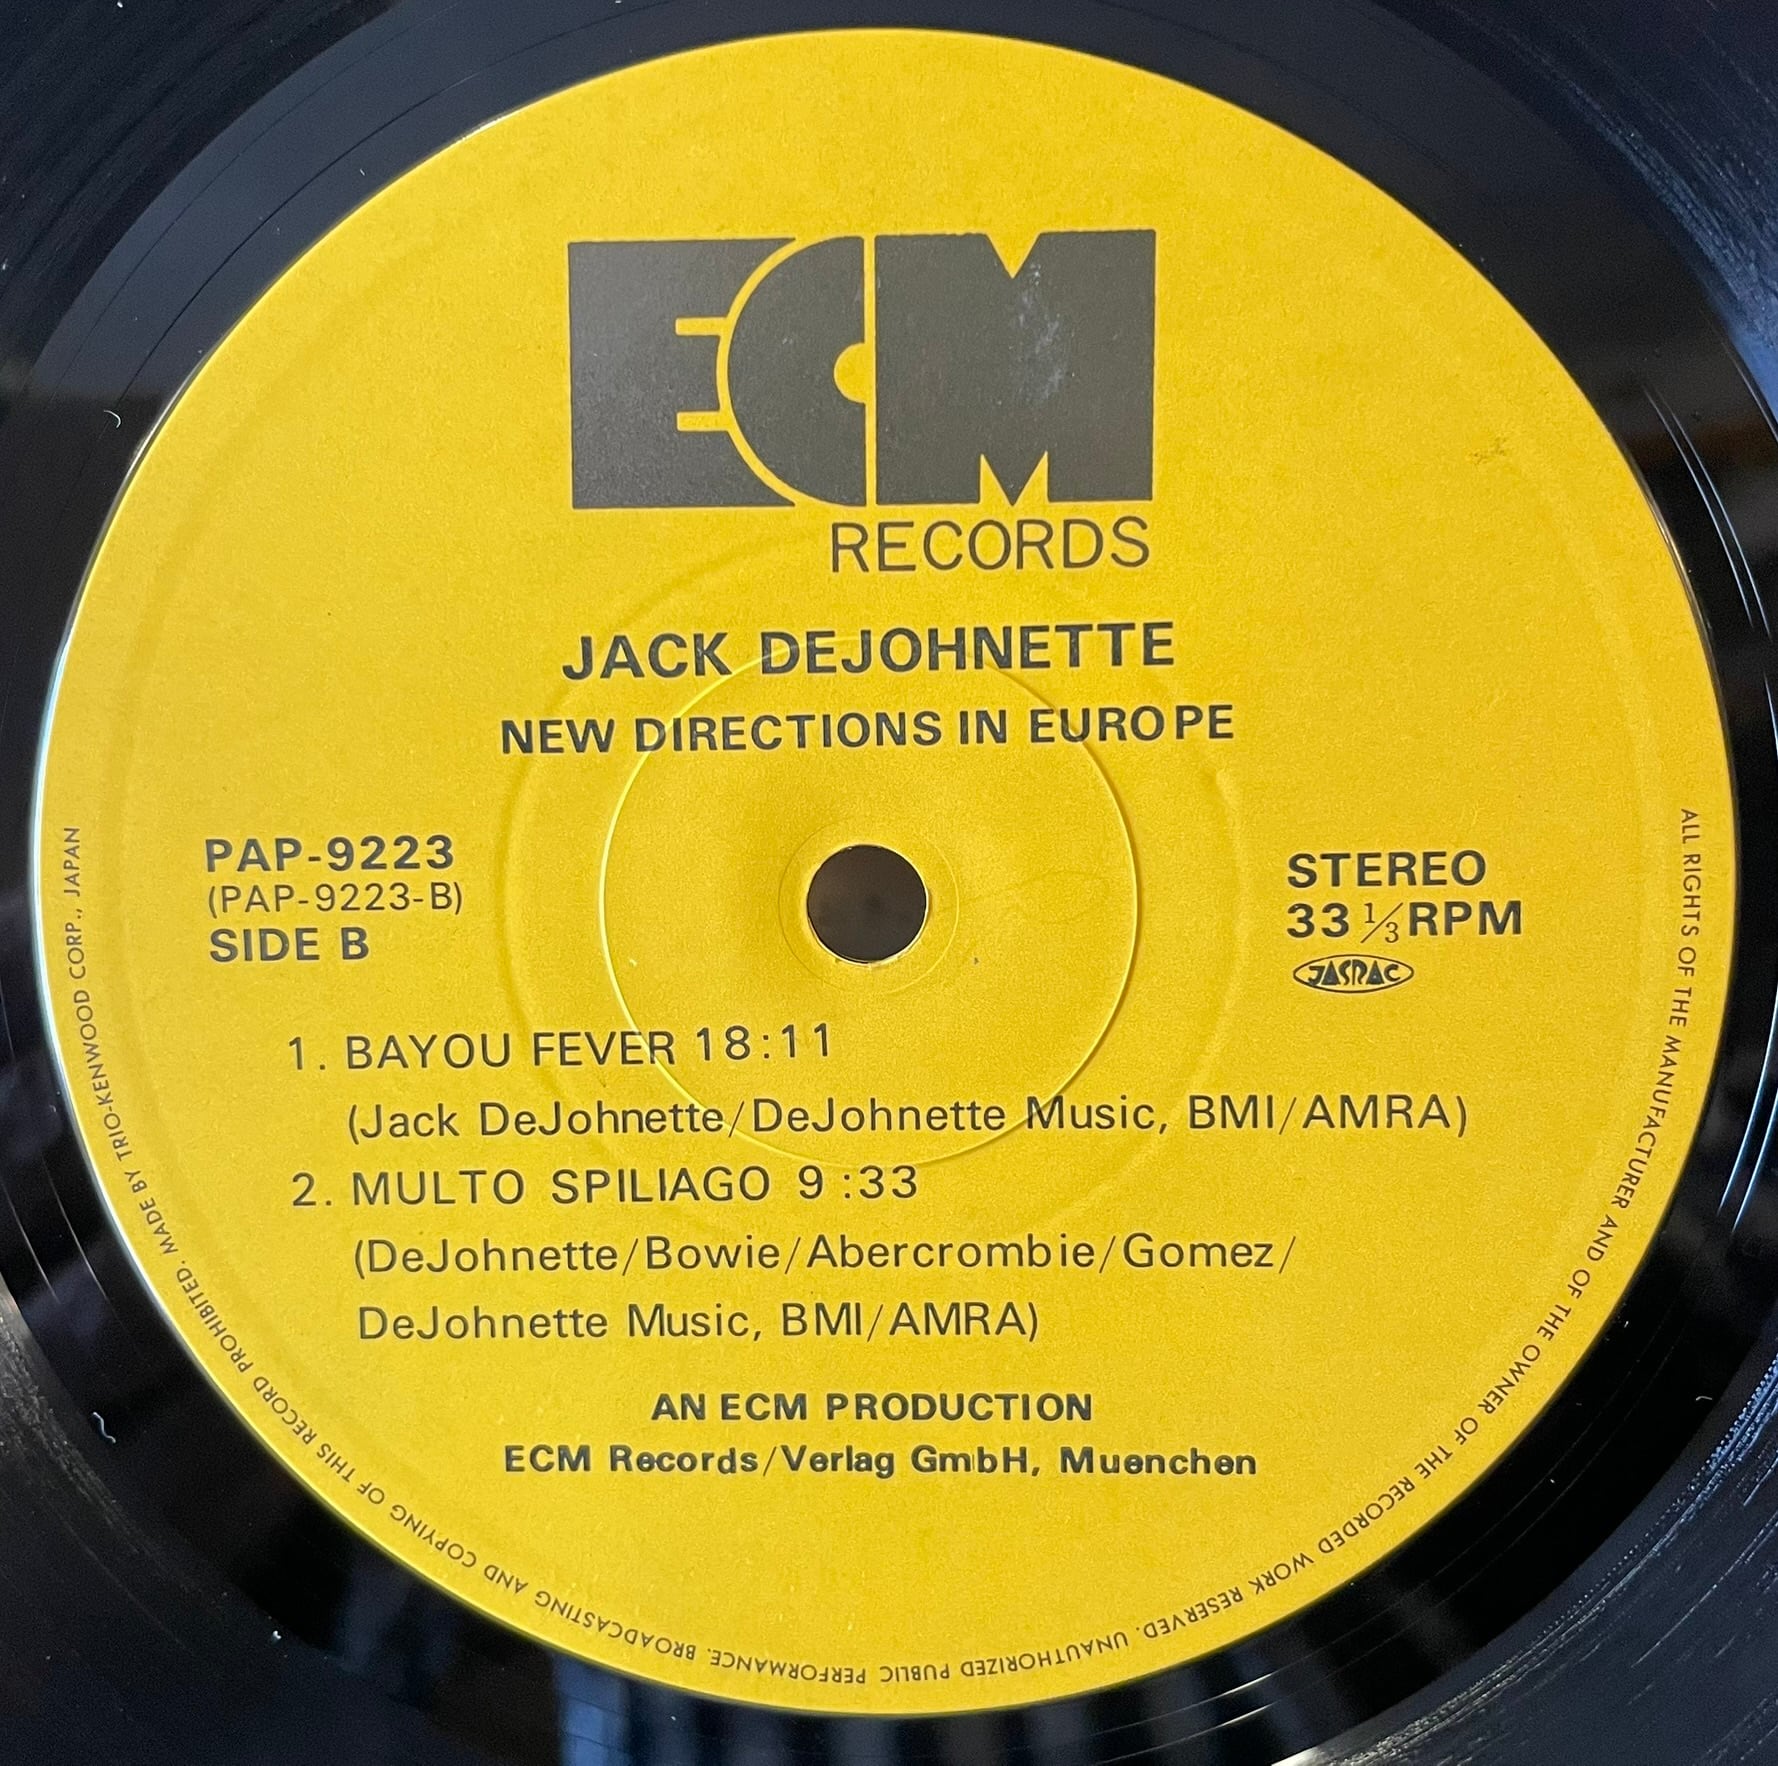 ECM
RECORDS
JACK DEJOHNETTE
NEW DIRECTIONS IN EUROPE
PAP-9223
(PAP-9223-B)
SIDE B
STEREO
33 1/3 RPM
JASRAC
1. BAYOU FEVER 18:11
(Jack DeJohnette/DeJohnette Music, BMI/AMRA)
2. MULTO SPILIAGO 9:33
(DeJohnette/Bowie/Abercrombie/Gomez/
DeJohnette Music, BMI/AMRA)
AN ECM PRODUCTION
ECM Records/Verlag GmbH, Muenchen
ALL RIGHTS OF THE MANUFACTURER AND OF THE OWNER OF THE RECORDED WORK RESERVED. UNAUTHORIZED PUBLIC PERFORMANCE. BROADCASTING AND COPYING OF THIS RECORD PROHIBITED. MADE BY TRIO-KENWOOD CORP., JAPAN